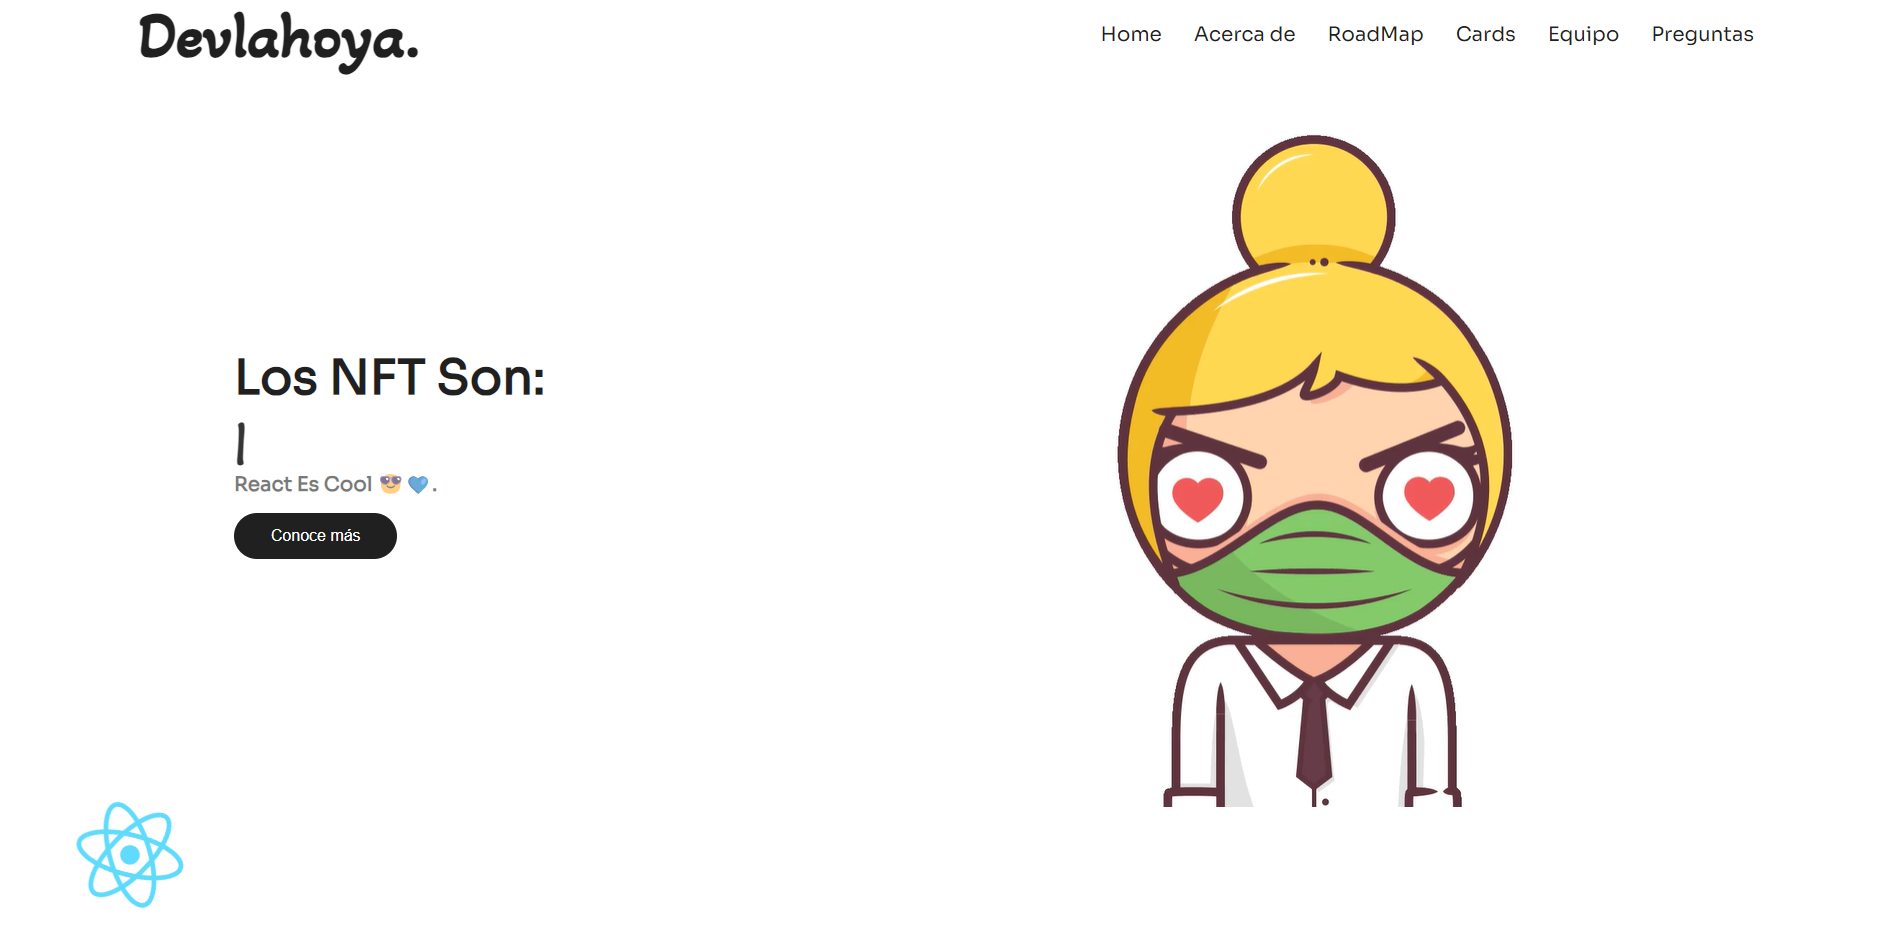 Devlahoya.
Home Acerca de RoadMap Cards Equipo Preguntas
Los NFT Son:
|
React Es Cool 😎 💙.
Conoce más